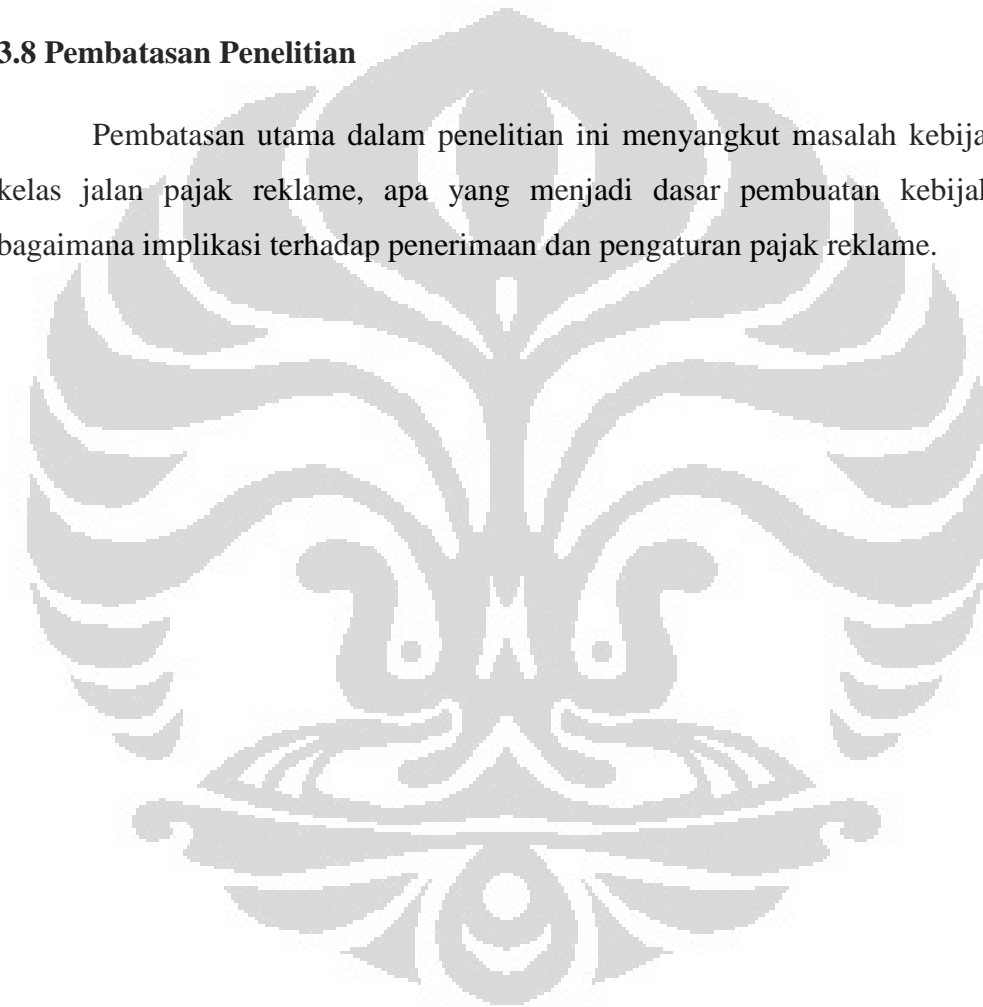 3.8 Pembatasan Penelitian
Pembatasan utama dalam penelitian ini menyangkut masalah kebija
kelas jalan pajak reklame, apa yang menjadi dasar pembuatan kebijak
bagaimana implikasi terhadap penerimaan dan pengaturan pajak reklame.